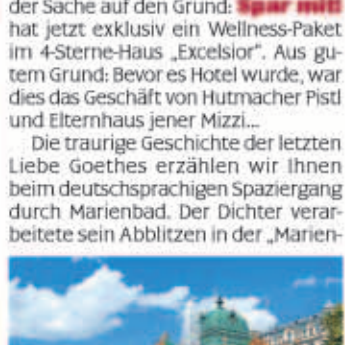 der Sache auf den Grund: Spar mit!
hat jetzt exklusiv ein Wellness-Paket
im 4-Sterne-Haus „Excelsior“. Aus gu-
tem Grund: Bevor es Hotel wurde, war
dies das Geschäft von Hutmacher Pistl
und Elternhaus jener Mizzi...
Die traurige Geschichte der letzten
Liebe Goethes erzählen wir Ihnen
beim deutschsprachigen Spaziergang
durch Marienbad. Der Dichter verar-
beitete sein Abblitzen in der „Marien-